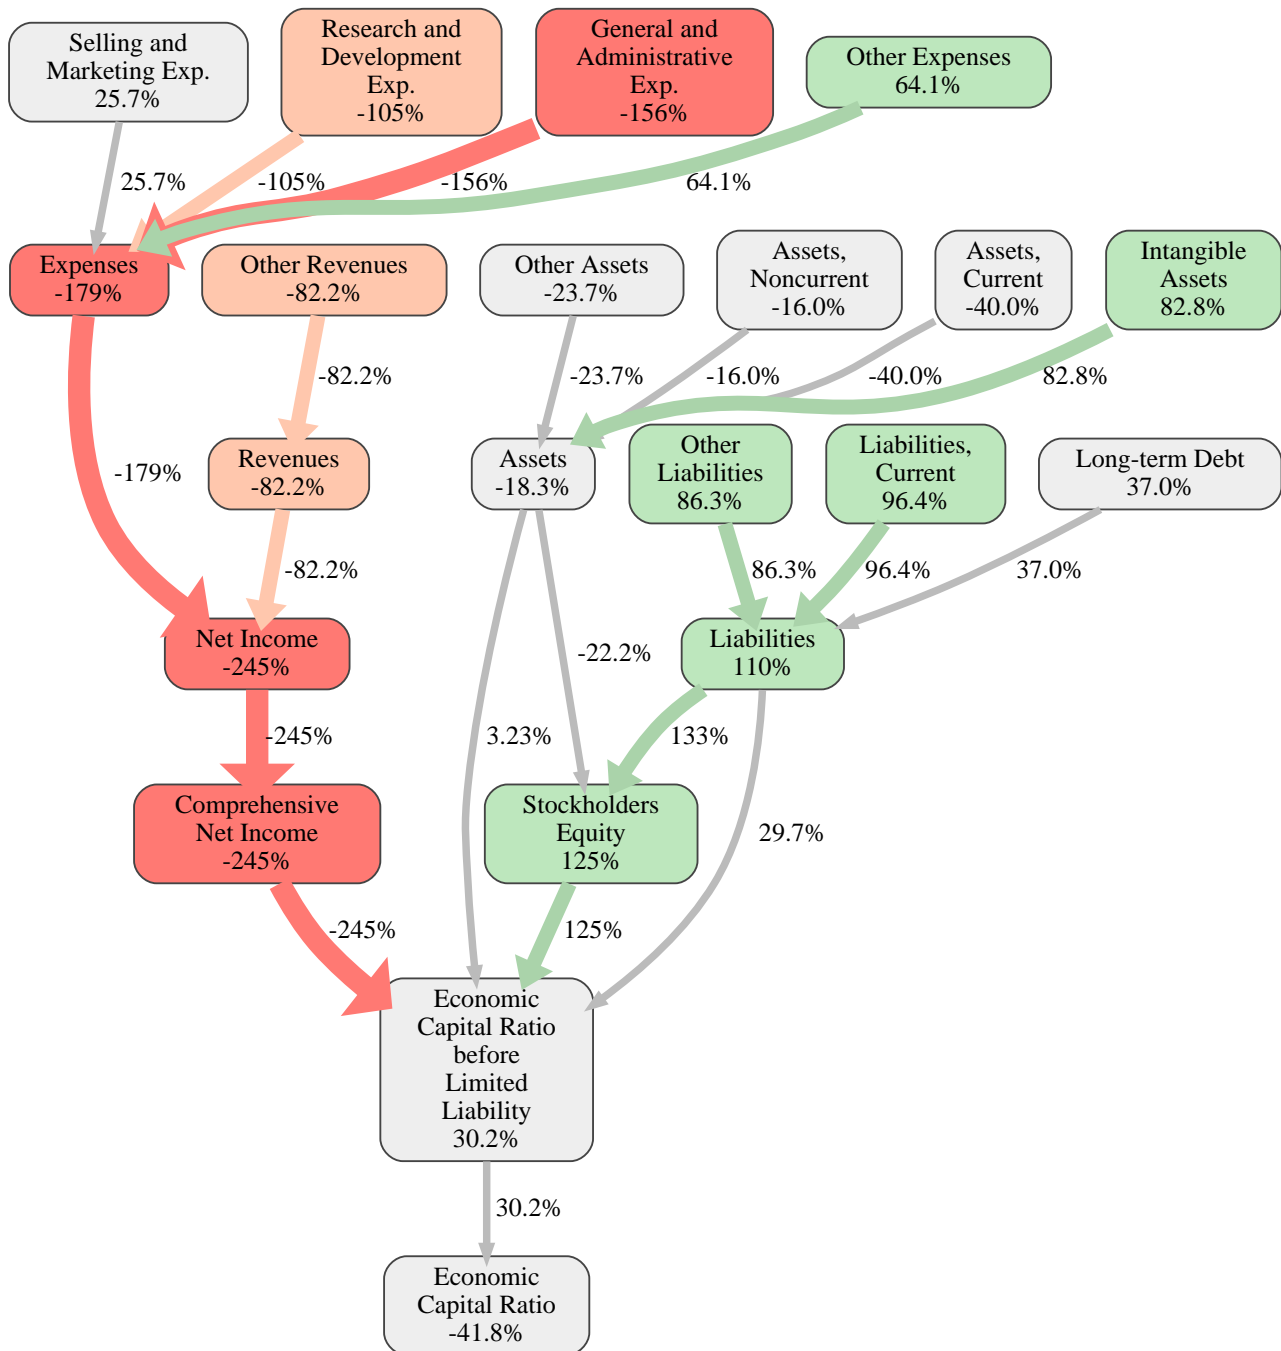 Selling and
Marketing Exp.
25.7%
Research and
Development
Exp.
-105%
General and
Administrative
Exp.
-156%
Other Expenses
64.1%
25.7%
-105%
-156%
64.1%
Expenses
-179%
Other Revenues
-82.2%
Other Assets
-23.7%
Assets,
Noncurrent
-16.0%
Assets,
Current
-40.0%
Intangible
Assets
82.8%
-82.2%
-23.7%
-16.0%
-40.0%
82.8%
-179%
Revenues
-82.2%
Assets
-18.3%
Other
Liabilities
86.3%
Liabilities,
Current
96.4%
Long-term Debt
37.0%
-82.2%
86.3%
96.4%
37.0%
Net Income
-245%
-22.2%
Liabilities
110%
-245%
3.23%
133%
Comprehensive
Net Income
-245%
Stockholders
Equity
125%
29.7%
-245%
125%
Economic
Capital Ratio
before
Limited
Liability
30.2%
30.2%
Economic
Capital Ratio
-41.8%